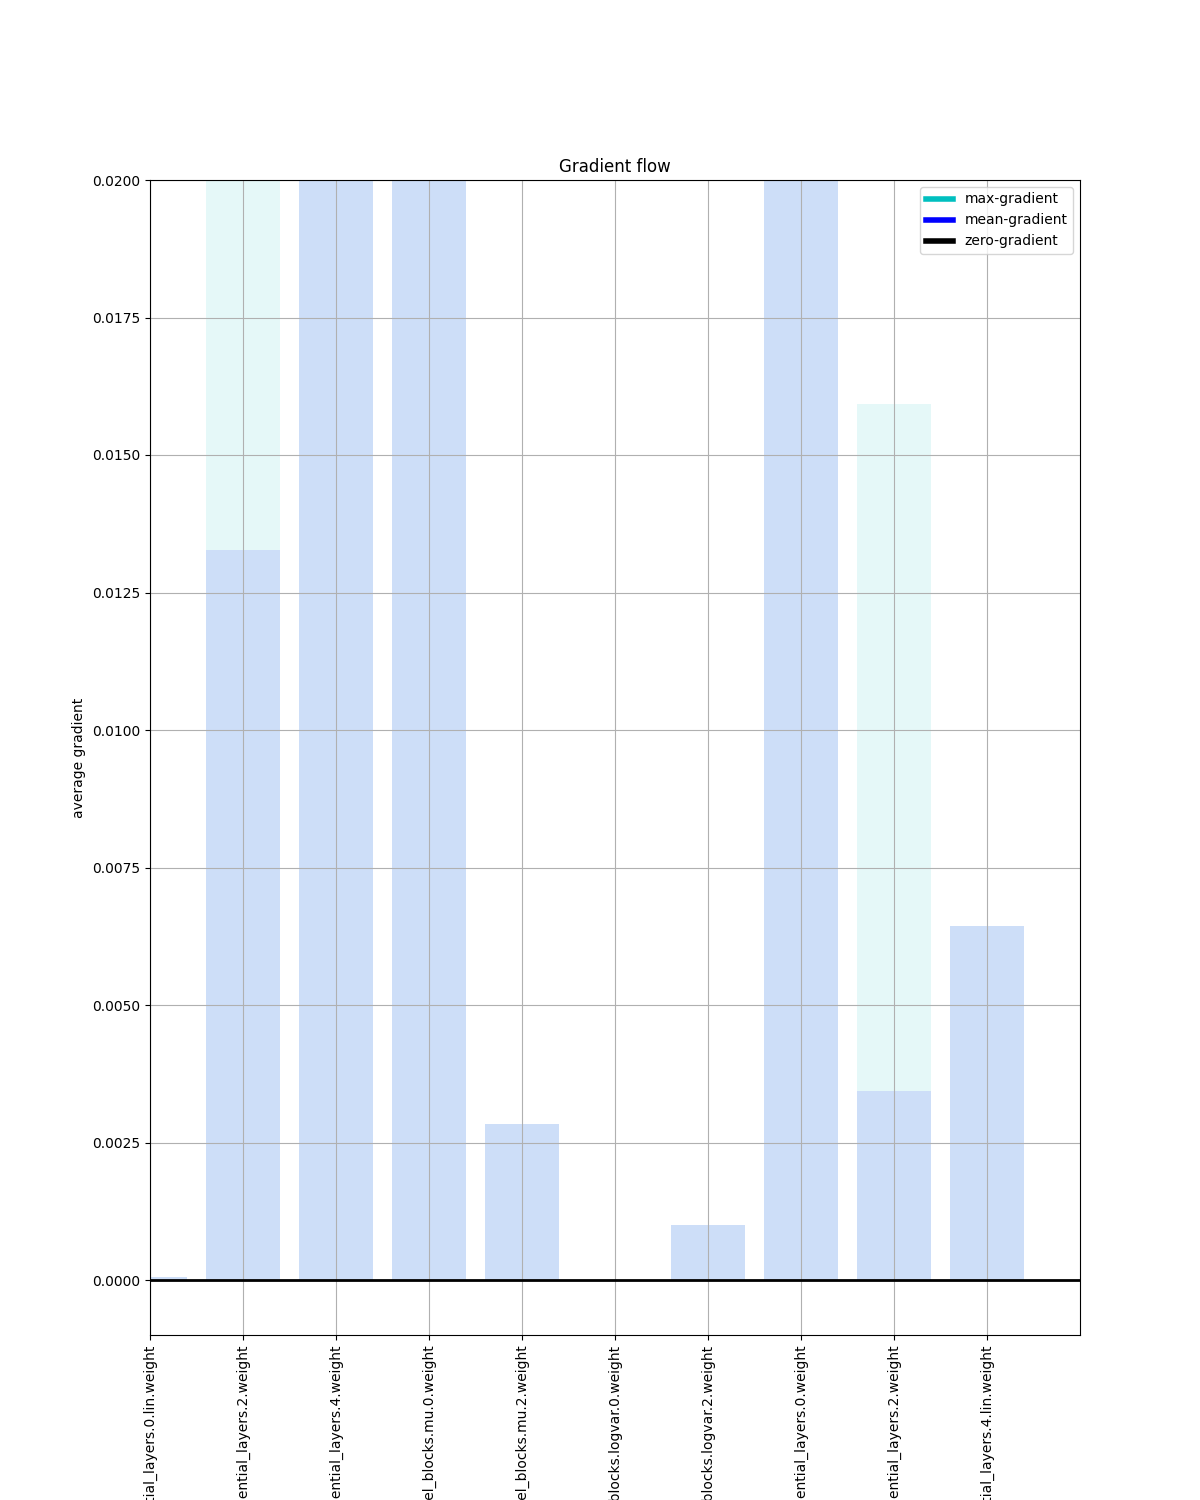 Gradient flow
max-gradient
mean-gradient
zero-gradient
0.0200
0.0175
0.0150
0.0125
0.0100
0.0075
0.0050
0.0025
0.0000
average gradient
tial_layers.0.lin.weight
ential_layers.2.weight
ential_layers.4.weight
el_blocks.mu.0.weight
el_blocks.mu.2.weight
blocks.logvar.0.weight
blocks.logvar.2.weight
ential_layers.0.weight
ential_layers.2.weight
tial_layers.4.lin.weight